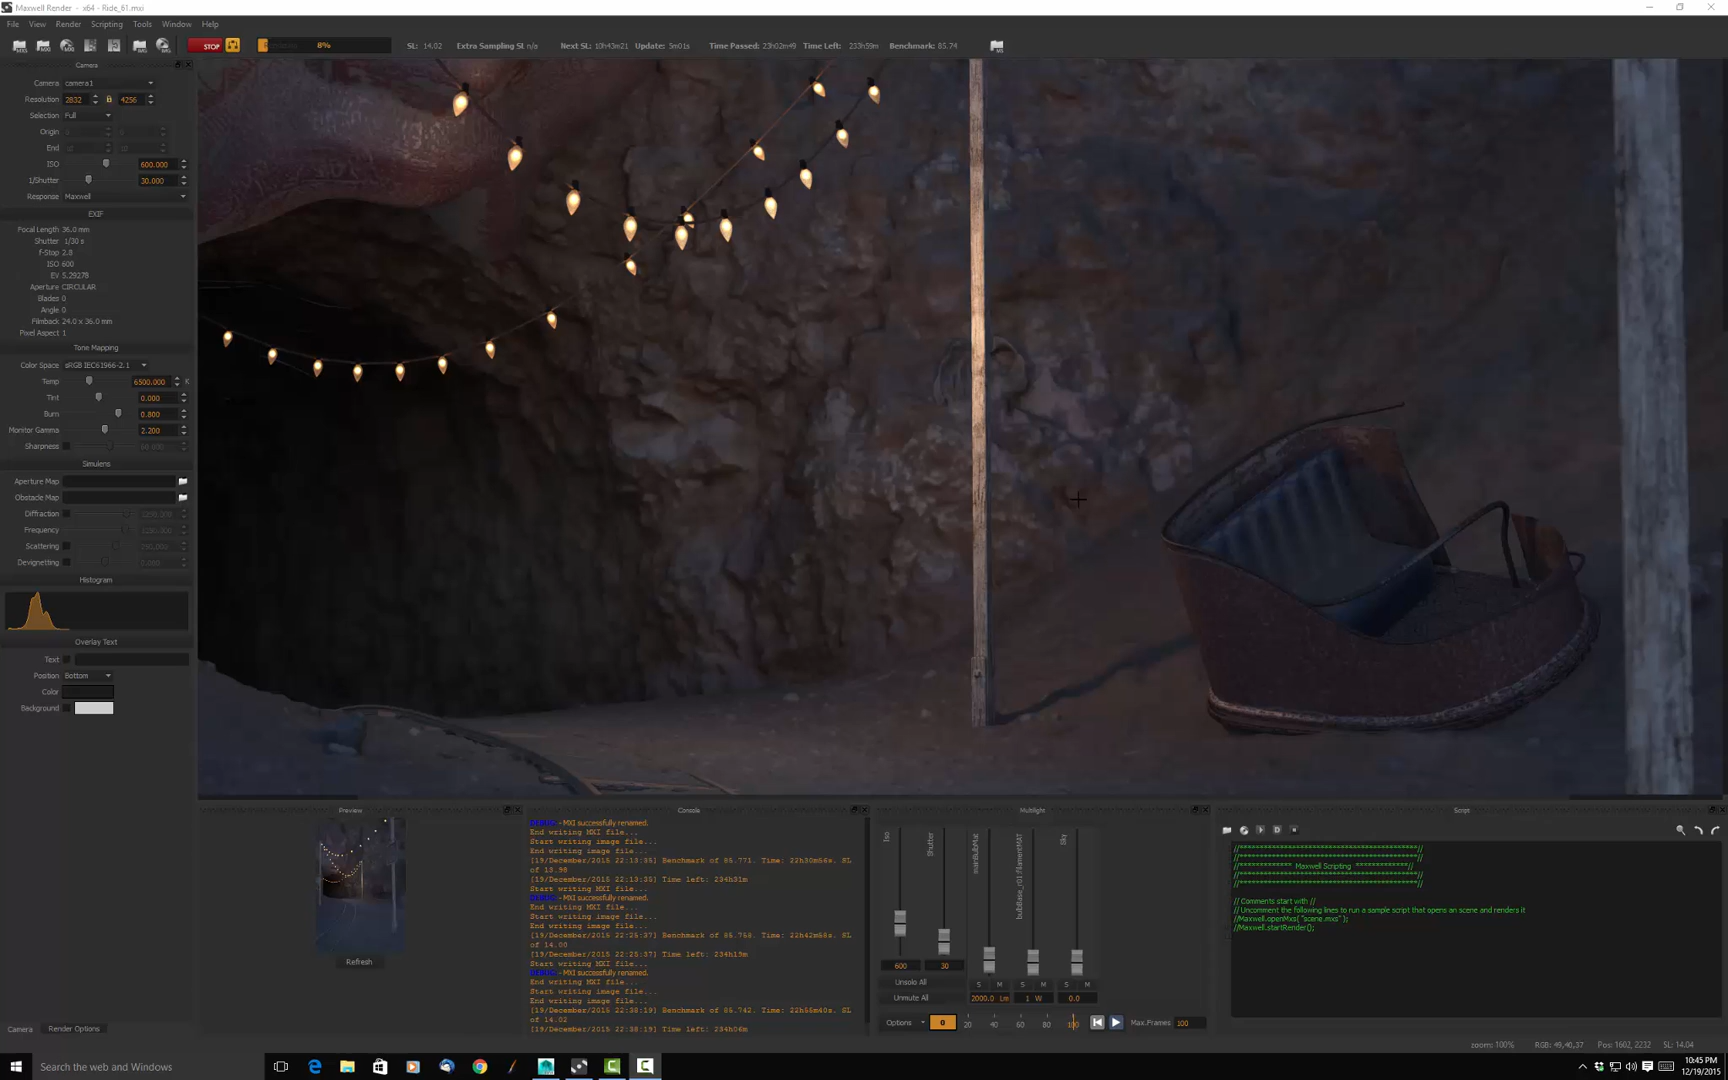 Maxwell Render - x64 - Ride_61.mxi
File View Render Scripting Tools Window Help
STOP 8% SL: 14.02 Extra Sampling SL n/a Next SL: 10h43m21 Update: 5m01s Time Passed: 23h02m49 Time Left: 233h59m Benchmark: 85.74
Camera
Camera camera1
Resolution 2832 4256
Selection Full
Origin
End
ISO 600.000
1/Shutter 30.000
Response Maxwell
EXIF
Focal Length 36.0 mm
Shutter 1/30 s
f-Stop 2.8
ISO 600
EV 5.29278
Aperture CIRCULAR
Blades 0
Angle 0
Filmback 24.0 x 36.0 mm
Pixel Aspect 1
Tone Mapping
Color Space sRGB IEC61966-2.1
Temp 6500.000 K
Tint 0.000
Burn 0.800
Monitor Gamma 2.200
Sharpness
Simulens
Aperture Map
Obstacle Map
Diffraction
Frequency
Scattering
Devignetting
Histogram
Overlay Text
Text
Position Bottom
Color
Background
Camera Render Options
Preview
Refresh
Console
DEBUG: - MXI successfully renamed.
End writing MXI file...
Start writing image file...
End writing image file...
[19/December/2015 22:13:35] Benchmark of 85.771. Time: 22h30m56s. SL
of 13.98
[19/December/2015 22:13:35] Time left: 234h31m
Start writing MXI file...
DEBUG: - MXI successfully renamed.
End writing MXI file...
Start writing image file...
End writing image file...
[19/December/2015 22:25:37] Benchmark of 85.758. Time: 22h42m58s. SL
of 14.00
[19/December/2015 22:25:37] Time left: 234h19m
Start writing MXI file...
DEBUG: - MXI successfully renamed.
End writing MXI file...
Start writing image file...
End writing image file...
[19/December/2015 22:38:19] Benchmark of 85.742. Time: 22h55m40s. SL
of 14.02
[19/December/2015 22:38:19] Time left: 234h06m
Multilight
Iso Shutter Sky
600 30
S M S M S M
Unsolo All
Unmute All 2000.0 Lm 1 W 0.0
Options 0 20 40 60 80 100 Max.Frames 100
Script
//*********************************************//
//*********************************************//
//************** Maxwell Scripting **************//
//*********************************************//
//*********************************************//
// Comments start with //
// Uncomment the following lines to run a sample script that opens an scene and renders it
//Maxwell.openMxs( "scene.mxs" );
//Maxwell.startRender();
zoom: 100% RGB: 49,40,37 Pos: 1602, 2232 SL: 14.04
Search the web and Windows
10:45 PM
12/19/2015